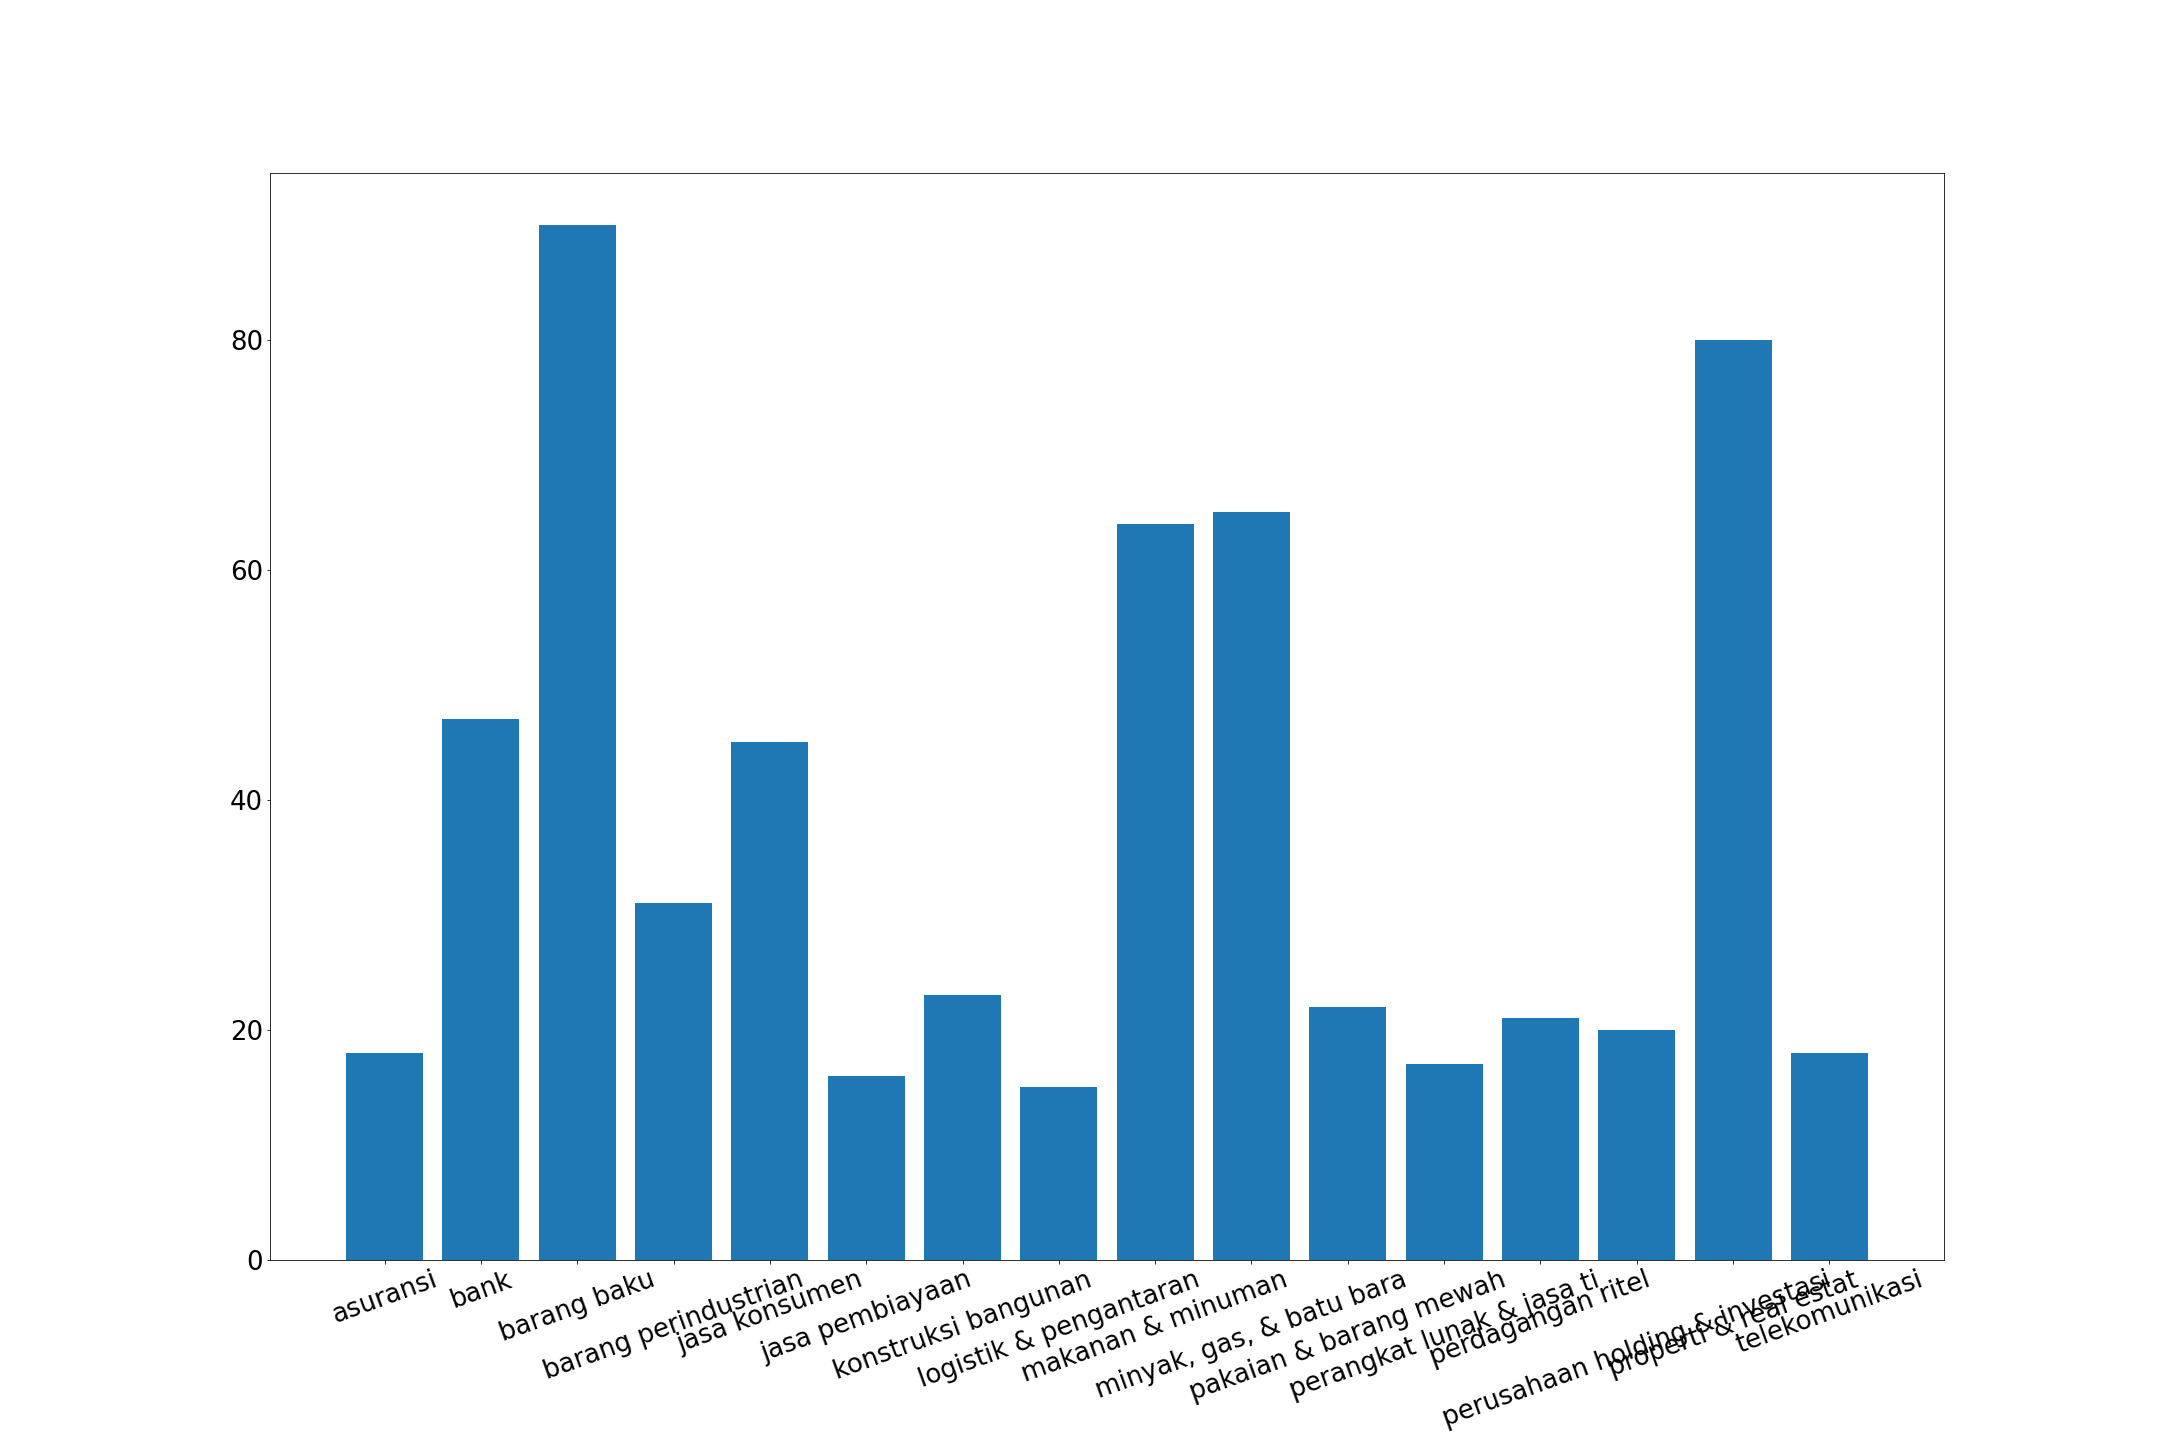 80
60
40
20
0
asuransi
bank
barang baku
barang perindustrian
jasa konsumen
jasa pembiayaan
konstruksi bangunan
logistik & pengantaran
makanan & minuman
minyak, gas, & batu bara
pakaian & barang mewah
perangkat lunak & jasa ti
perdagangan ritel
perusahaan holding & investasi
properti & real estat
telekomunikasi